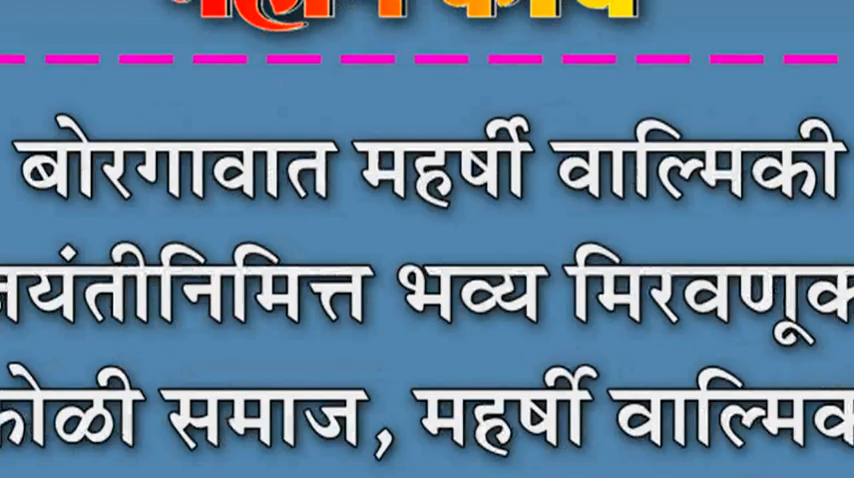 बोरगावात महर्षी वाल्मिकी
जयंतीनिमित्त भव्य मिरवणूक
कोळी समाज, महर्षी वाल्मिक